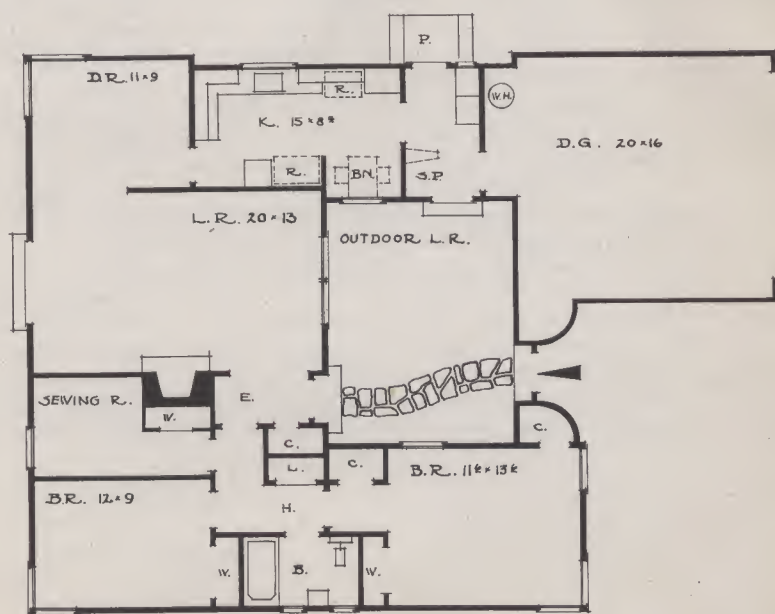 P.
D.R. 11×9
R.
W.H.
K. 15×8½
D.G. 20×16
R.
BN.
S.P.
L.R. 20×13
OUTDOOR L.R.
SEWING R.
W.
E.
C.
C.
L.
C.
B.R. 11½×13½
B.R. 12×9
H.
W.
B.
W.